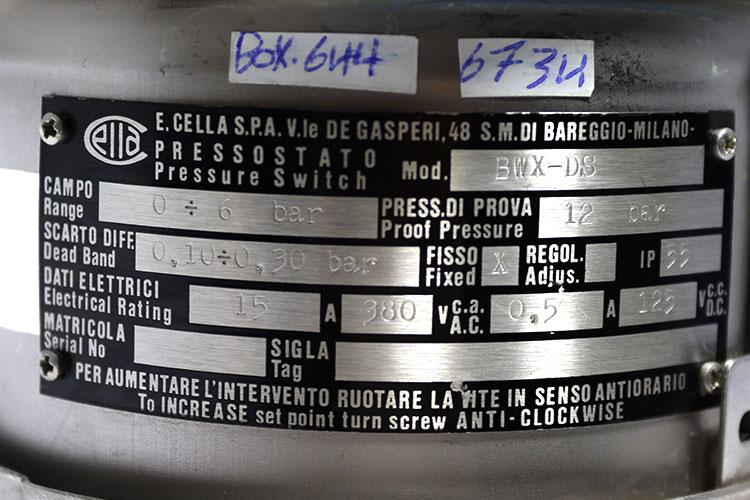 BOX.644 6734
Cella E. CELLA S.P.A. V.le DE GASPERI, 48 S.M. DI BAREGGIO-MILANO-
PRESSOSTATO
Pressure Switch Mod. BWX-DS
CAMPO
Range 0 ÷ 6 bar PRESS. DI PROVA
Proof Pressure 12 bar
SCARTO DIFF.
Dead Band 0,10÷0,30 bar FISSO
Fixed X REGOL.
Adjus. IP 55
DATI ELETTRICI
Electrical Rating 15 A 380 V c.a.
A.C. 0,5 A 125 V C.C.
D.C.
MATRICOLA
Serial No SIGLA
Tag
PER AUMENTARE L'INTERVENTO RUOTARE LA VITE IN SENSO ANTIORARIO
To INCREASE set point turn screw ANTI-CLOCKWISE